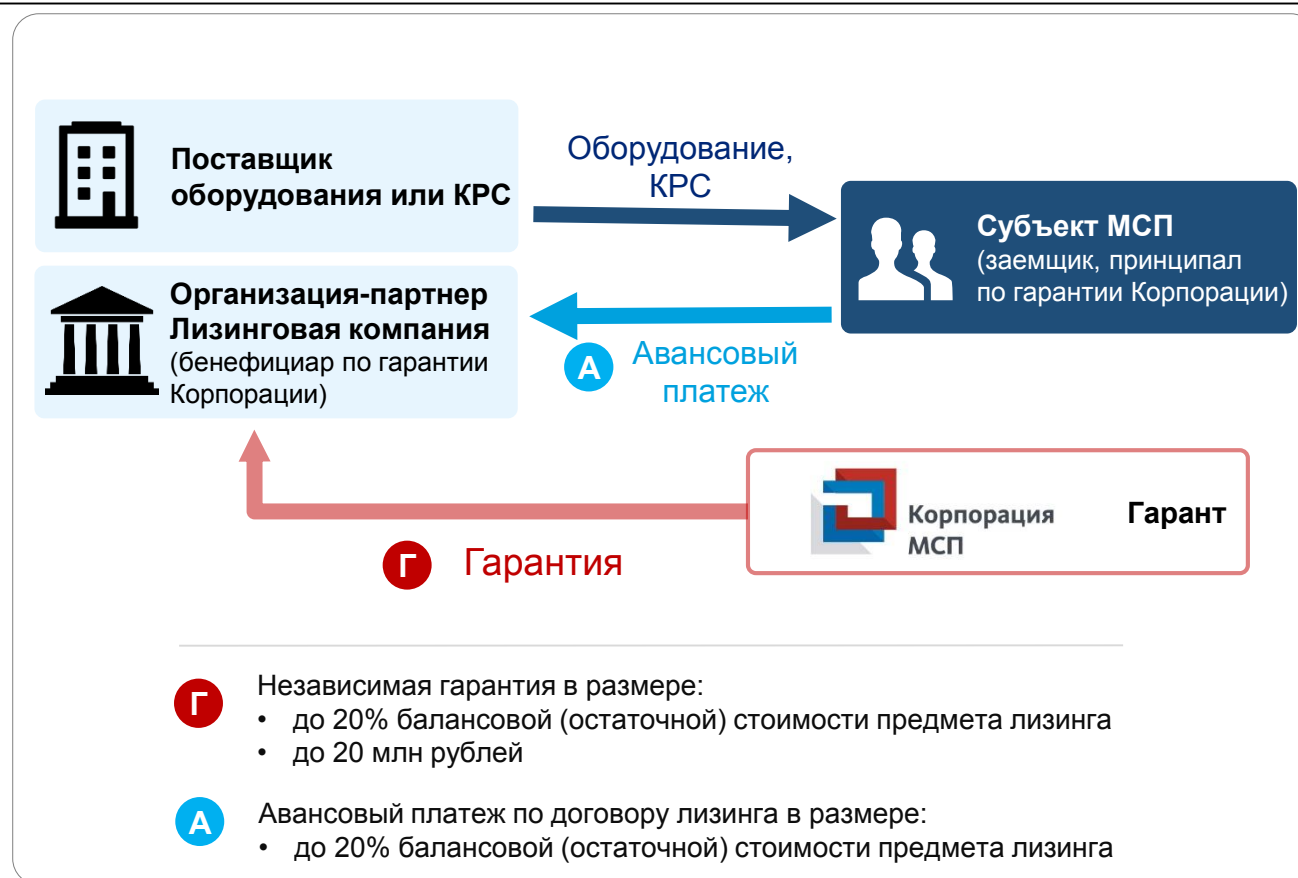 Поставщик
оборудования или КРС
Оборудование,
КРС
Субъект МСП
(заемщик, принципал
по гарантии Корпорации)
Организация-партнер
Лизинговая компания
(бенефициар по гарантии
Корпорации)
А
Авансовый
платеж
Корпорация
МСП
Гарант
Г
Гарантия
Г
Независимая гарантия в размере:
• до 20% балансовой (остаточной) стоимости предмета лизинга
• до 20 млн рублей
А
Авансовый платеж по договору лизинга в размере:
• до 20% балансовой (остаточной) стоимости предмета лизинга